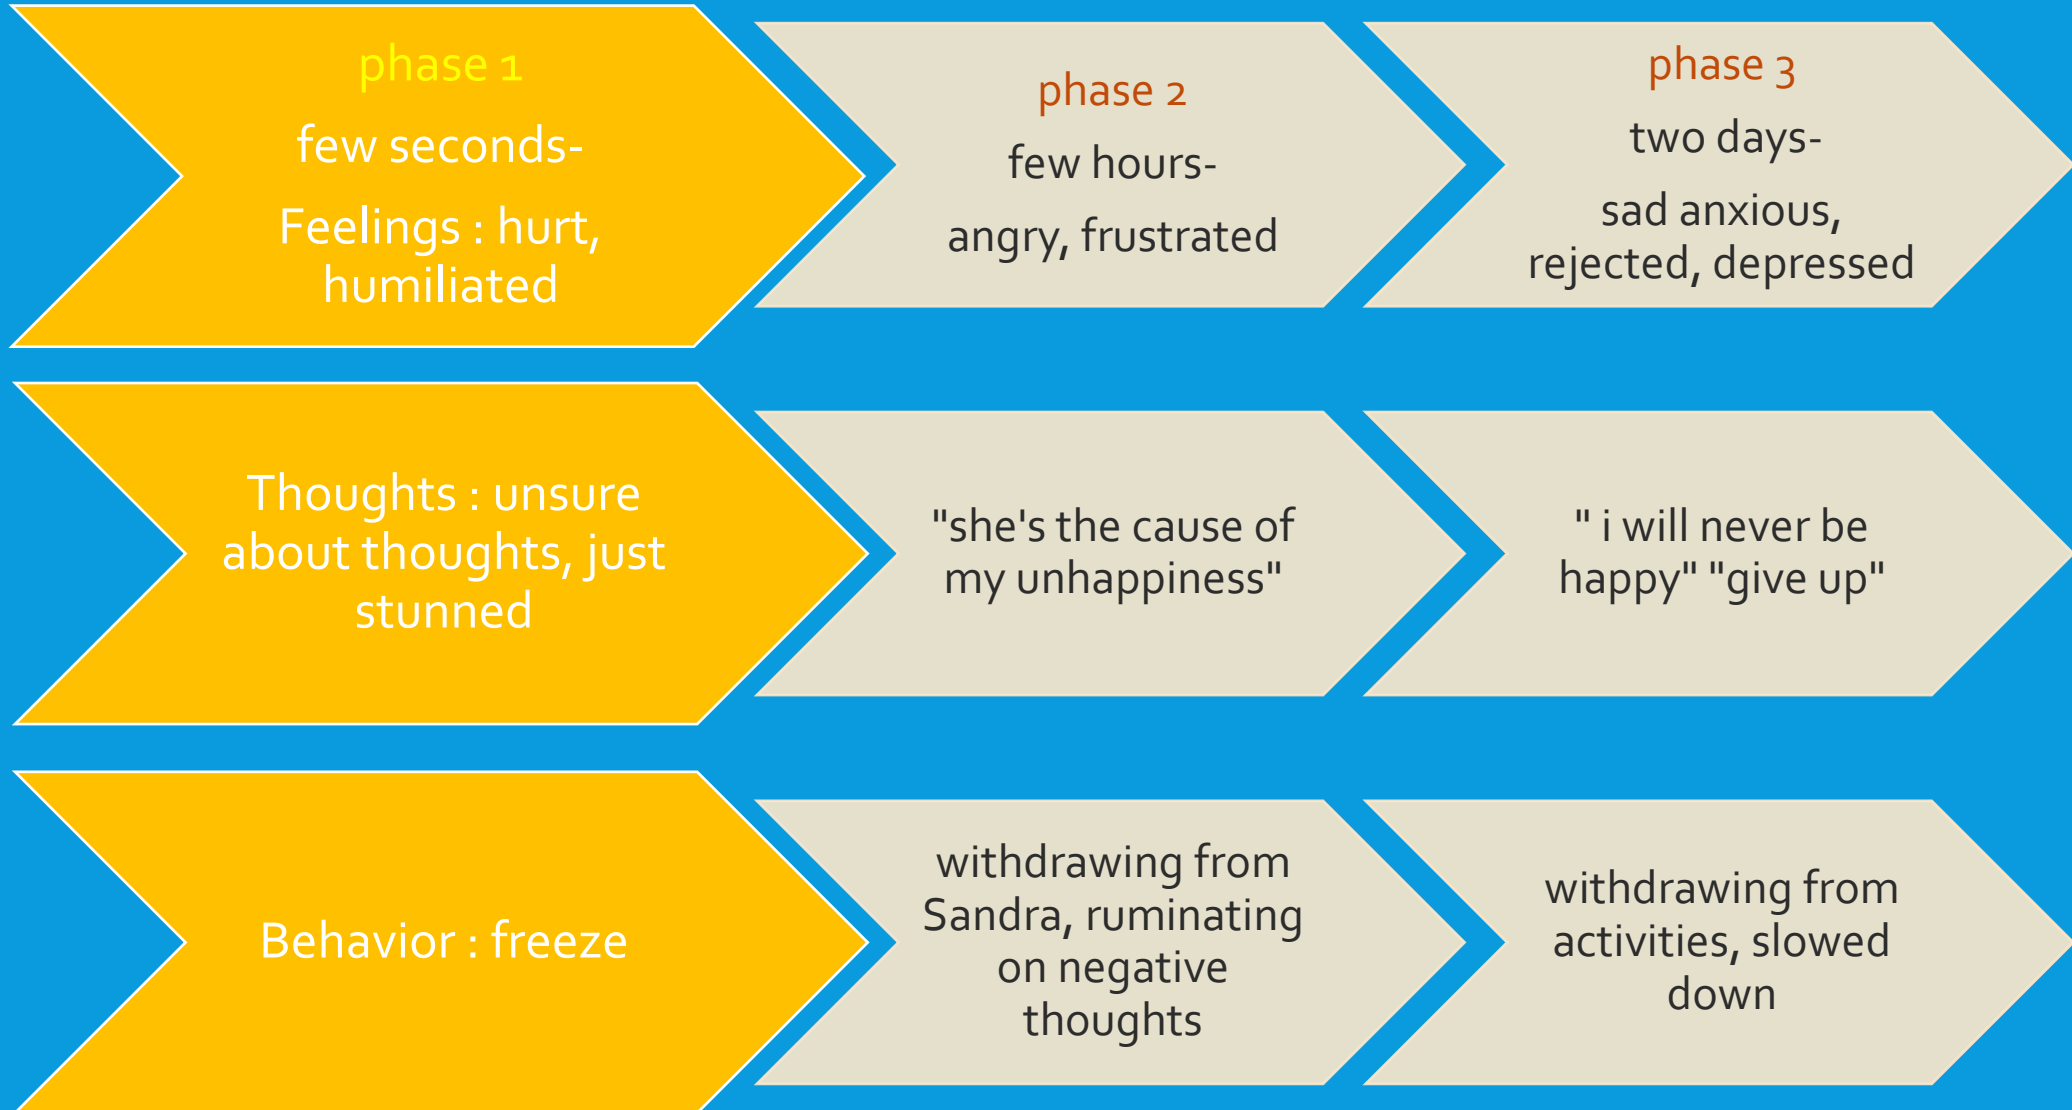 phase 1
few seconds-
Feelings : hurt,
humiliated
phase 2
few hours-
angry, frustrated
phase 3
two days-
sad anxious,
rejected, depressed
Thoughts : unsure
about thoughts, just
stunned
"she's the cause of
my unhappiness"
" i will never be
happy" "give up"
Behavior : freeze
withdrawing from
Sandra, ruminating
on negative
thoughts
withdrawing from
activities, slowed
down